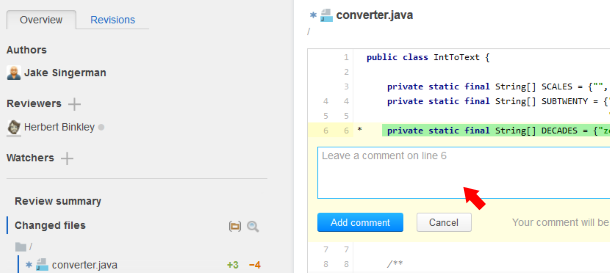 Overview
Revisions
Authors
Jake Singerman
Reviewers
Herbert Binkley
Watchers
Review summary
Changed files
/
converter.java +3 −4
* converter.java
/
1 public class IntToText {
2
3 private static final String[] SCALES = {"",
4 4 private static final String[] SUBTWENTY = {"
5 5
6 6 * private static final String[] DECADES = {"ze
Leave a comment on line 6
Add comment
Cancel
Your comment will be
7 7
8 8 /**